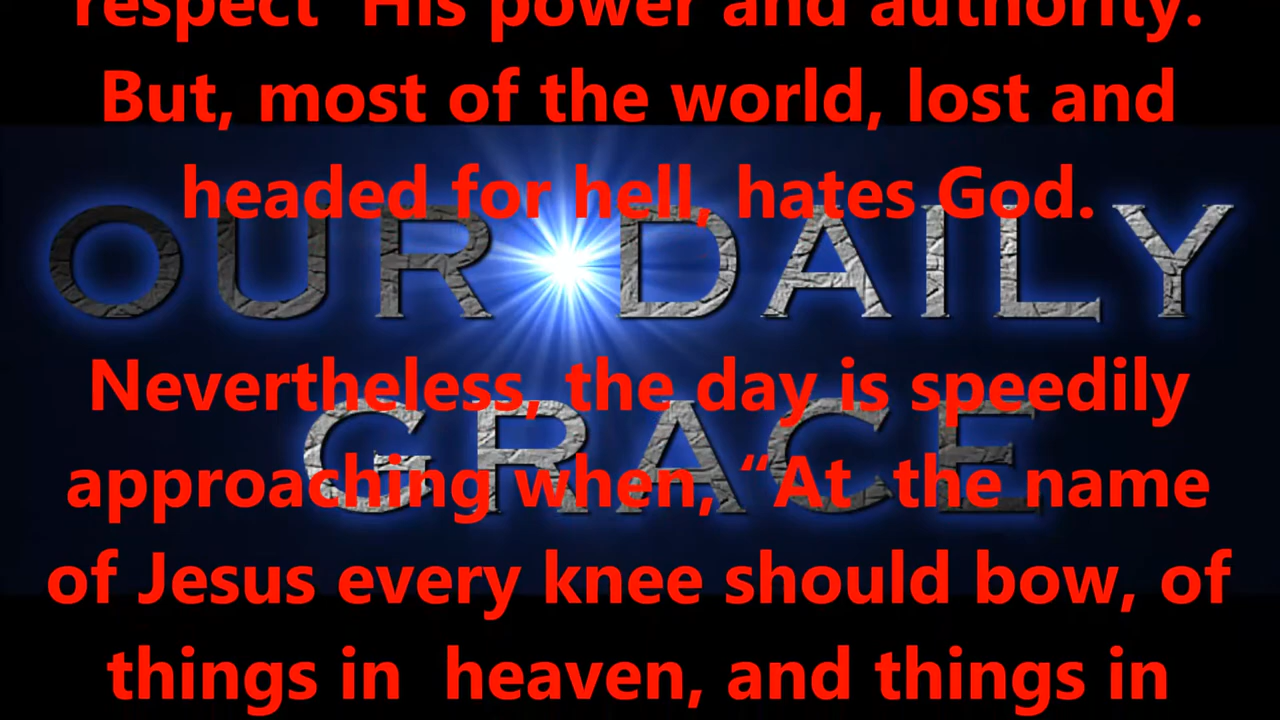 respect His power and authority.
But, most of the world, lost and
headed for hell, hates God.
OUR DAILY
Nevertheless, the day is speedily
GRACE
approaching when, “At the name
of Jesus every knee should bow, of
things in heaven, and things in